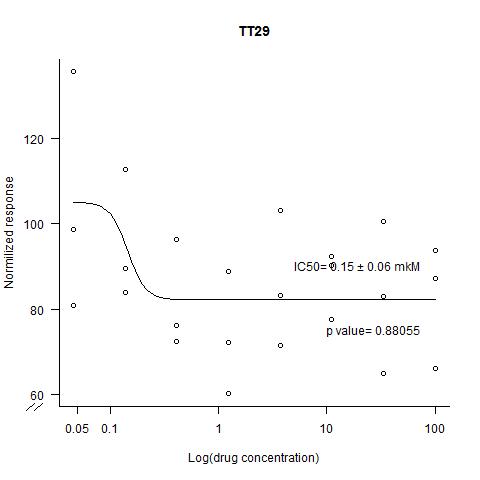 TT29
120
100
80
60
Normilized response
IC50= 0.15 ± 0.06 mkM
p value= 0.88055
0.05 0.1 1 10 100
Log(drug concentration)